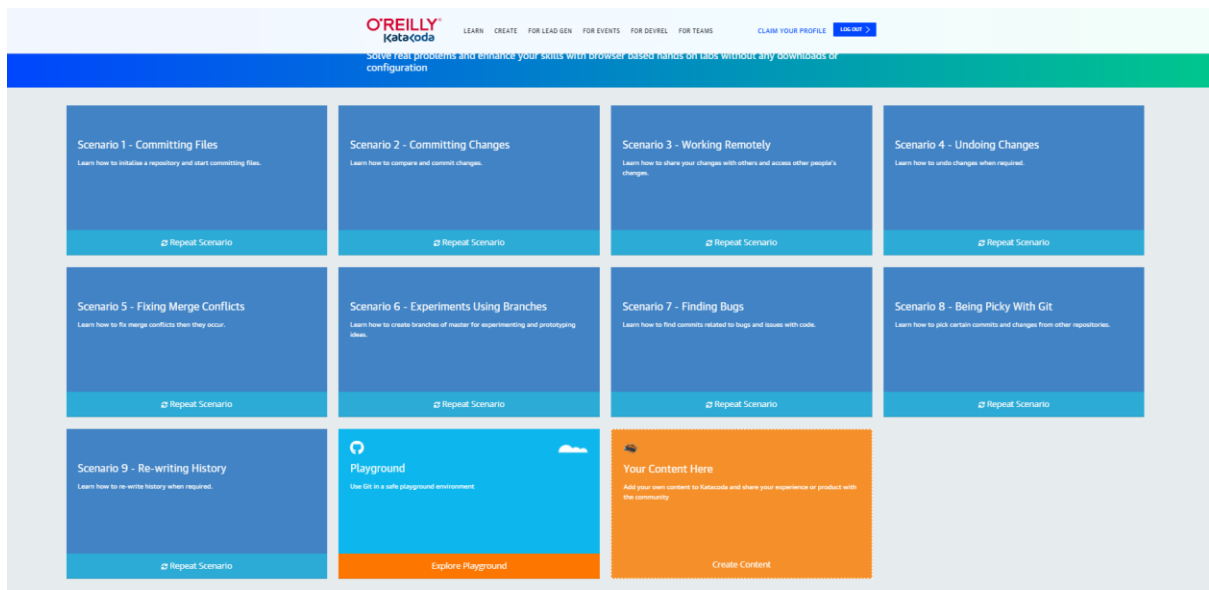 O'REILLY®
Katacoda
LEARN CREATE FOR LEAD GEN FOR EVENTS FOR DEVREL FOR TEAMS CLAIM YOUR PROFILE LOG OUT
Solve real problems and enhance your skills with browser based hands on labs without any downloads or
configuration
Scenario 1 - Committing Files
Learn how to initalise a repository and start committing files.
Repeat Scenario
Scenario 2 - Committing Changes
Learn how to compare and commit changes.
Repeat Scenario
Scenario 3 - Working Remotely
Learn how to share your changes with others and access other people's
changes.
Repeat Scenario
Scenario 4 - Undoing Changes
Learn how to undo changes when required.
Repeat Scenario
Scenario 5 - Fixing Merge Conflicts
Learn how to fix merge conflicts then they occur.
Repeat Scenario
Scenario 6 - Experiments Using Branches
Learn how to create branches of master for experimenting and prototyping
ideas.
Repeat Scenario
Scenario 7 - Finding Bugs
Learn how to find commits related to bugs and issues with code.
Repeat Scenario
Scenario 8 - Being Picky With Git
Learn how to pick certain commits and changes from other repositories.
Repeat Scenario
Scenario 9 - Re-writing History
Learn how to re-write history when required.
Repeat Scenario
Playground
Use Git in a safe playground environment
Explore Playground
Your Content Here
Add your own content to Katacoda and share your experience or product with
the community
Create Content